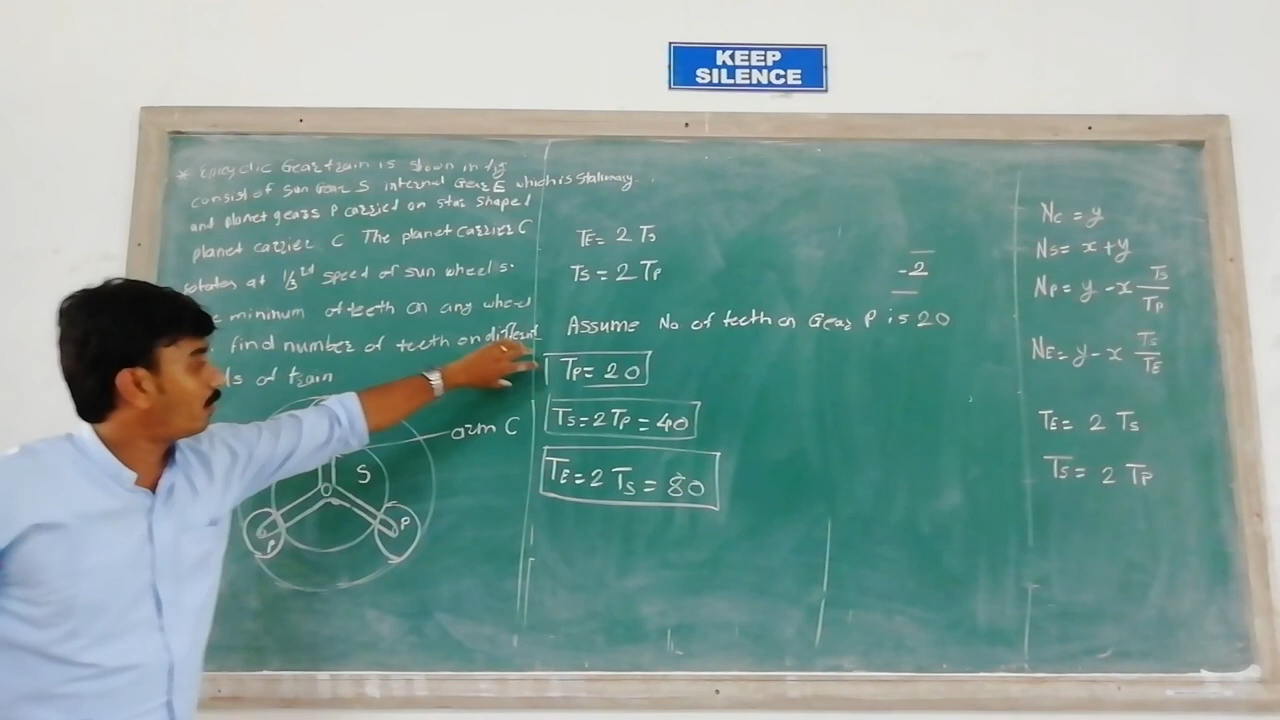 KEEP
SILENCE
* Epicyclic Gear train is shown in fig
consist of sun Gear S internal Gear E which is stationary.
and planet gears P carried on star shaped
planet carrier C The planet carrier C
rotates at 1/3rd speed of sun wheel s.
minimum of teeth on any wheel
find number of teeth on different
of train
arm C
S
P
P
TE = 2 TS
TS = 2 TP
-2
Assume No of teeth on Gear P is 20
TP = 20
TS = 2 TP = 40
TE = 2 TS = 80
NC = y
NS = x + y
NP = y - x TS/TP
NE = y - x TS/TE
TE = 2 TS
TS = 2 TP